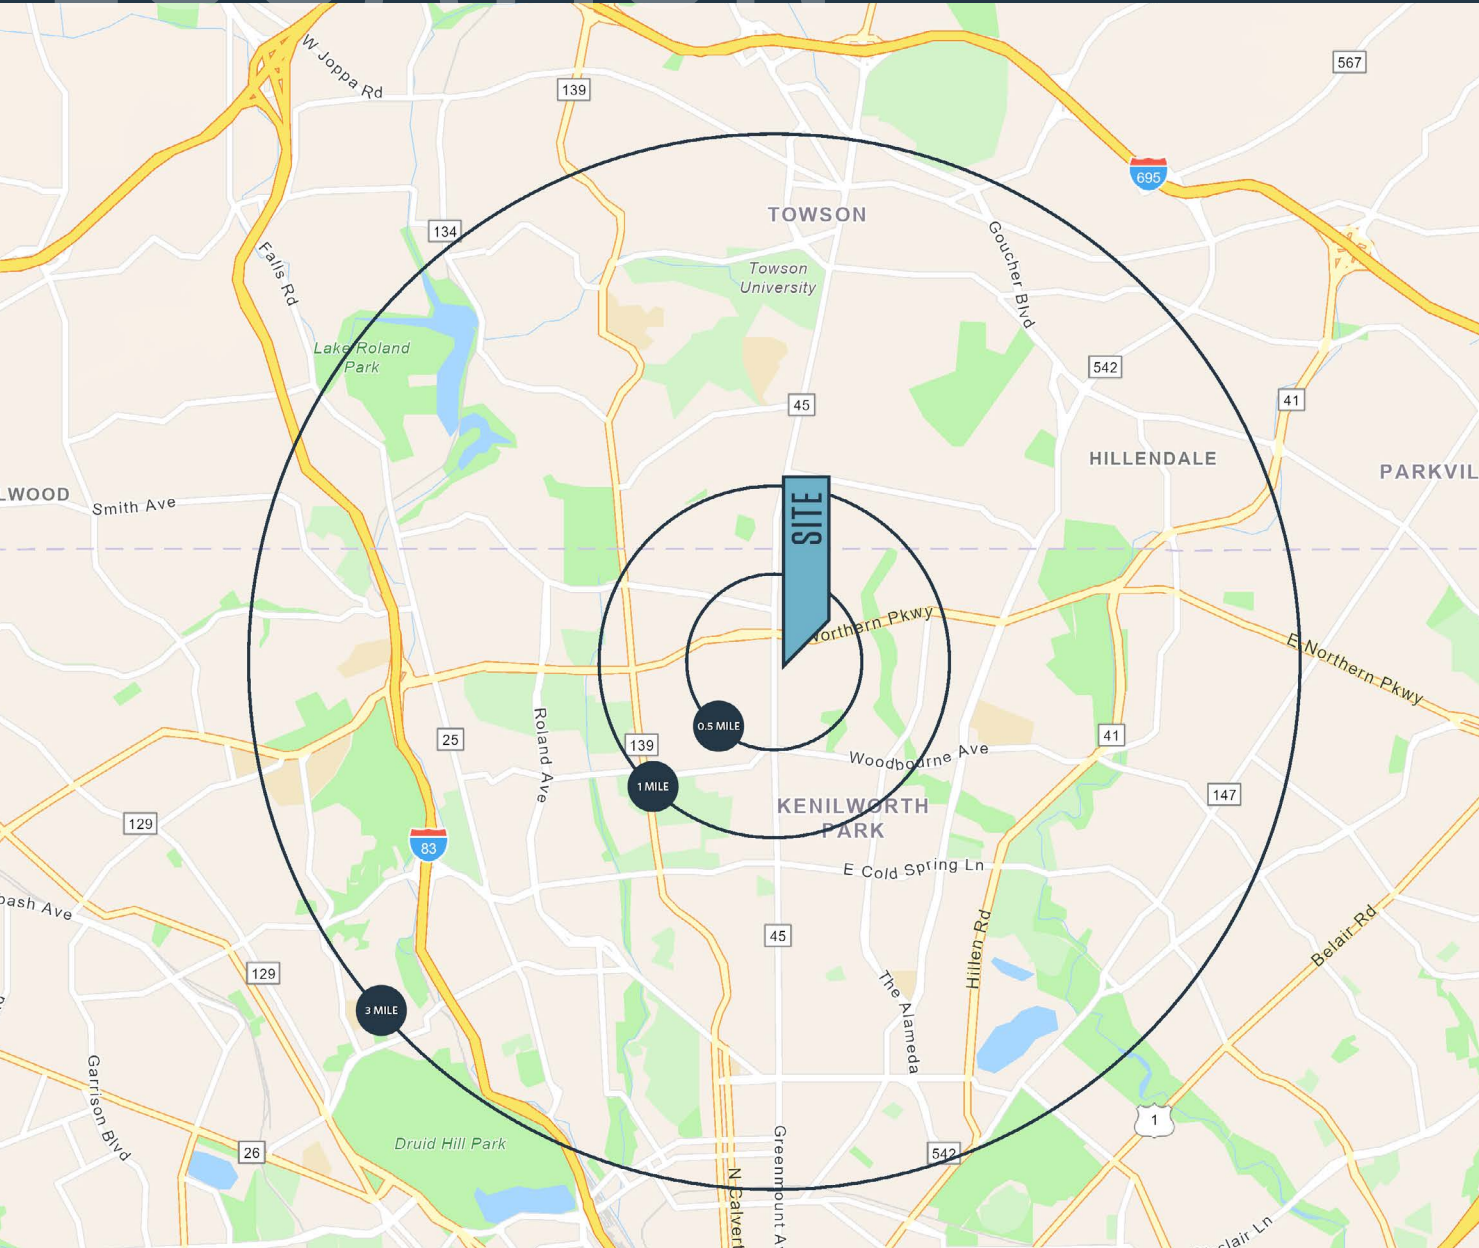 W Joppa Rd
139
567
695
TOWSON
134
Falls Rd
Goucher Blvd
Towson
University
Lake Roland
Park
542
45
41
HILLENDALE
PARKVIL
LWOOD
Smith Ave
SITE
Northern Pkwy
E Northern Pkwy
0.5 MILE
Roland Ave
25
139
41
Woodbourne Ave
1 MILE
147
KENILWORTH
PARK
129
83
E Cold Spring Ln
bash Ave
45
Hillen Rd
Belair Rd
129
The Alameda
3 MILE
Garrison Blvd
1
Druid Hill Park
26
542
Greenmount A
N Calvert
clair Ln